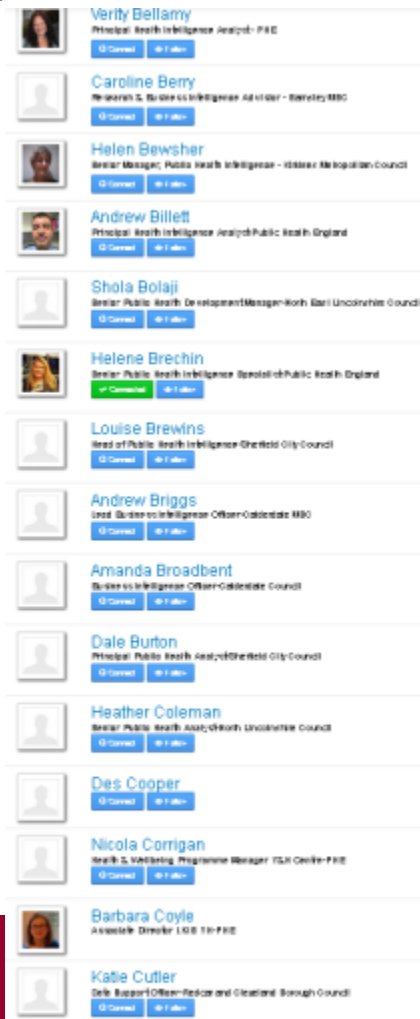 Verity Bellamy
Principal Health Intelligence Analyst - PHE
Connect Follow
Caroline Berry
Research & Business Intelligence Advisor - Barnsley MBC
Connect Follow
Helen Bewsher
Senior Manager, Public Health Intelligence - Kirklees Metropolitan Council
Connect Follow
Andrew Billett
Principal Health Intelligence Analyst-Public Health England
Connect Follow
Shola Bolaji
Senior Public Health Development Manager-North East Lincolnshire Council
Connect Follow
Helene Brechin
Senior Public Health Intelligence Specialist-Public Health England
Connected Follow
Louise Brewins
Head of Public Health Intelligence-Sheffield City Council
Connect Follow
Andrew Briggs
Lead Business Intelligence Officer-Calderdale MBC
Connect Follow
Amanda Broadbent
Business Intelligence Officer-Calderdale Council
Connect Follow
Dale Burton
Principal Public Health Analyst-Sheffield City Council
Connect Follow
Heather Coleman
Senior Public Health Analyst-North Lincolnshire Council
Connect Follow
Des Cooper
Connect Follow
Nicola Corrigan
Health & Wellbeing Programme Manager Y&H Centre-PHE
Connect Follow
Barbara Coyle
Associate Director
Katie Cutler
Support Officer-Redcar and Cleveland Borough Council
Connect Follow